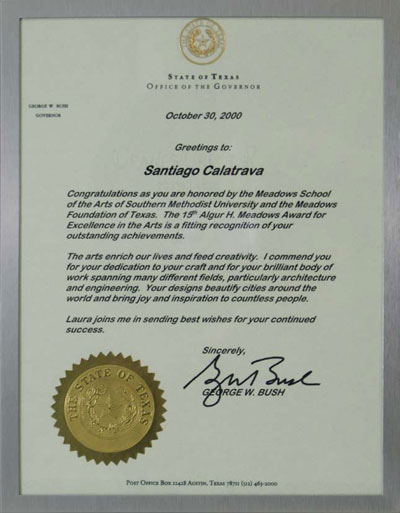 STATE OF TEXAS
OFFICE OF THE GOVERNOR
GEORGE W. BUSH
GOVERNOR
October 30, 2000
Greetings to:
Santiago Calatrava
Congratulations as you are honored by the Meadows School
of the Arts of Southern Methodist University and the Meadows
Foundation of Texas. The 15th Algur H. Meadows Award for
Excellence in the Arts is a fitting recognition of your
outstanding achievements.
The arts enrich our lives and feed creativity. I commend you
for your dedication to your craft and for your brilliant body of
work spanning many different fields, particularly architecture
and engineering. Your designs beautify cities around the
world and bring joy and inspiration to countless people.
Laura joins me in sending best wishes for your continued
success.
Sincerely,
GEORGE W. BUSH
THE STATE OF TEXAS
POST OFFICE BOX 12428 AUSTIN, TEXAS 78711 (512) 463-2000